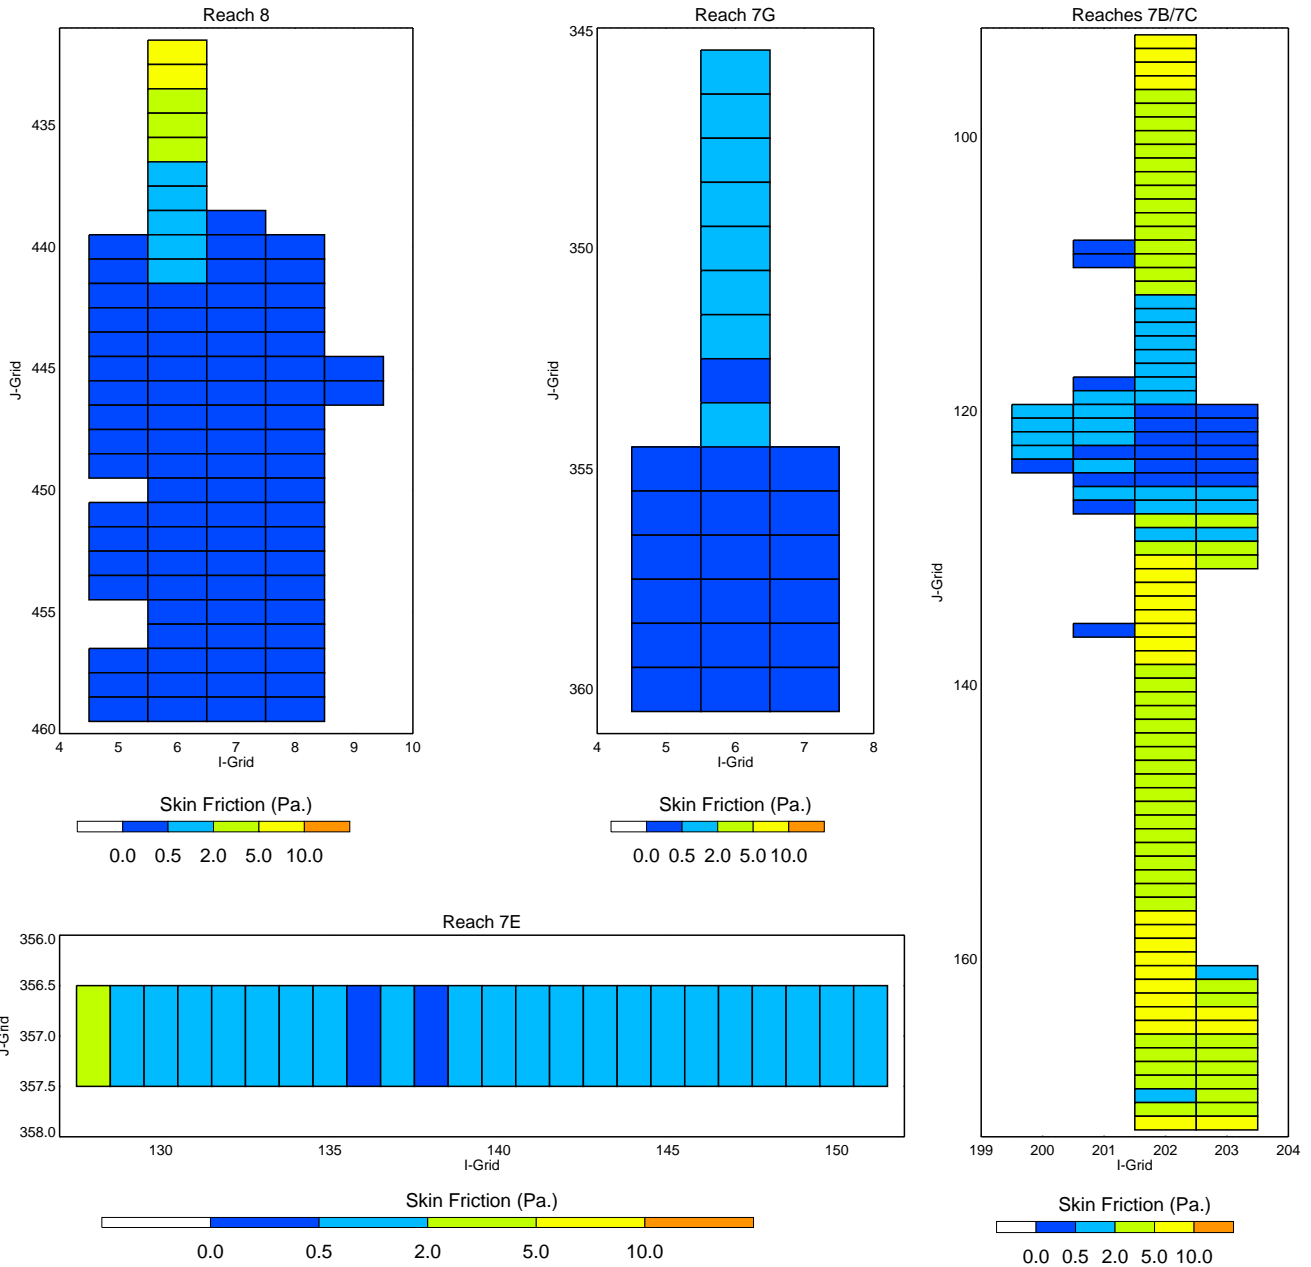 Reach 8
435
440
445
450
455
460
J-Grid
4 5 6 7 8 9 10
I-Grid
Skin Friction (Pa.)
0.0 0.5 2.0 5.0 10.0
Reach 7G
345
350
355
360
J-Grid
4 5 6 7 8
I-Grid
Skin Friction (Pa.)
0.0 0.5 2.0 5.0 10.0
Reaches 7B/7C
100
120
140
160
J-Grid
199 200 201 202 203 204
I-Grid
Skin Friction (Pa.)
0.0 0.5 2.0 5.0 10.0
Reach 7E
356.0
356.5
357.0
357.5
358.0
J-Grid
130 135 140 145 150
I-Grid
Skin Friction (Pa.)
0.0 0.5 2.0 5.0 10.0